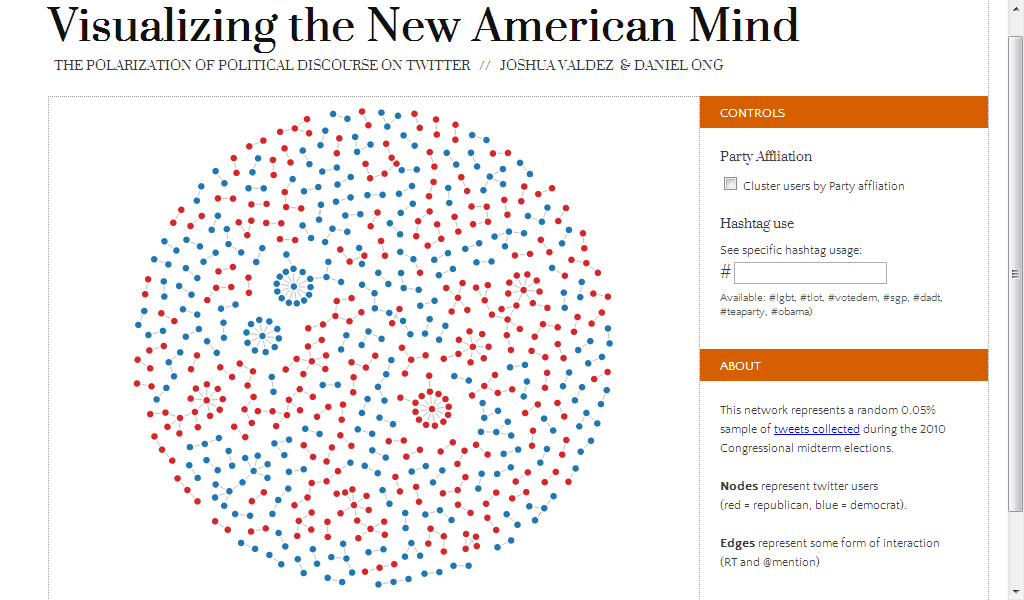 Visualizing the New American Mind
THE POLARIZATION OF POLITICAL DISCOURSE ON TWITTER // JOSHUA VALDEZ & DANIEL ONG
CONTROLS
Party Affliation
Cluster users by Party affliation
Hashtag use
See specific hashtag usage:
#
Available: #lgbt, #tlot, #votedem, #sgp, #dadt,
#teaparty, #obama)
ABOUT
This network represents a random 0.05%
sample of tweets collected during the 2010
Congressional midterm elections.
Nodes represent twitter users
(red = republican, blue = democrat).
Edges represent some form of interaction
(RT and @mention)